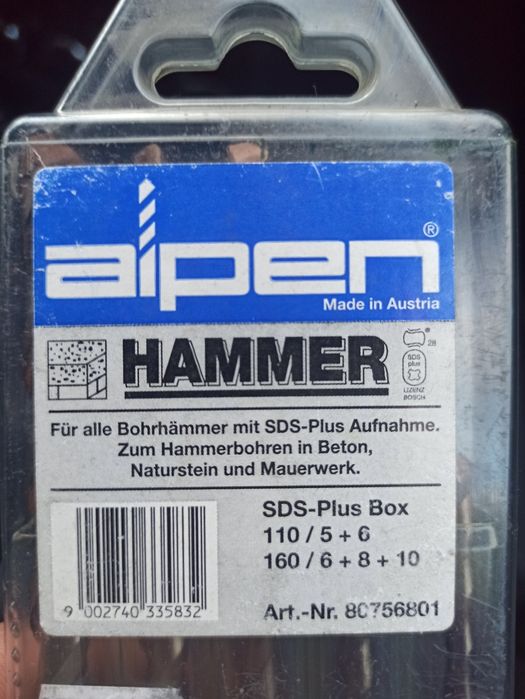 alpen®
Made in Austria
HAMMER
® 28
SDS
plus
LIZENZ
BOSCH
Für alle Bohrhämmer mit SDS-Plus Aufnahme.
Zum Hammerbohren in Beton,
Naturstein und Mauerwerk.
SDS-Plus Box
110 / 5 + 6
160 / 6 + 8 + 10
9 002740 335832
Art.-Nr. 80756801